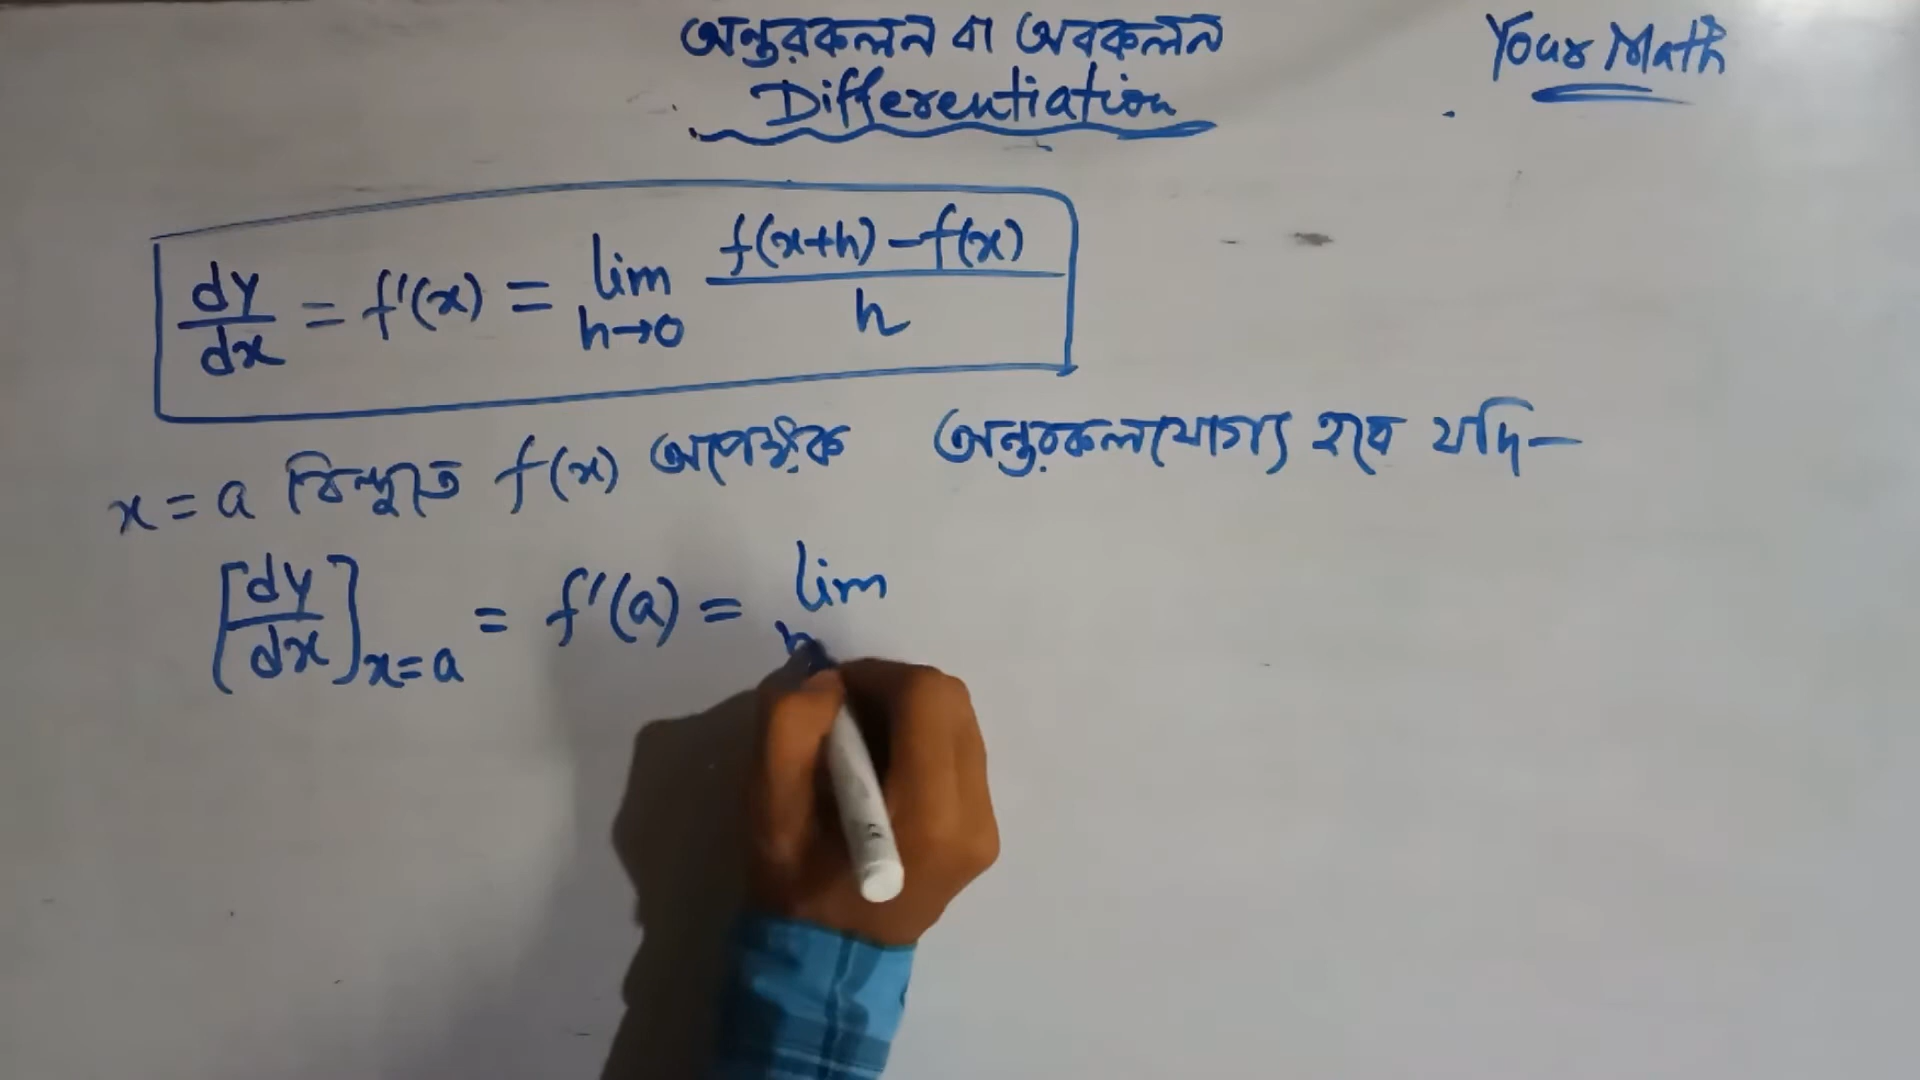 অন্তরকলন বা অবকলন
Differentiation
Your Math
dy/dx = f'(x) = lim h→0 f(x+h) - f(x) / h
x = a বিন্দুতে f(x) অপেক্ষক অন্তরকলযোগ্য হবে যদি-
[dy/dx]x=a = f'(a) = lim h